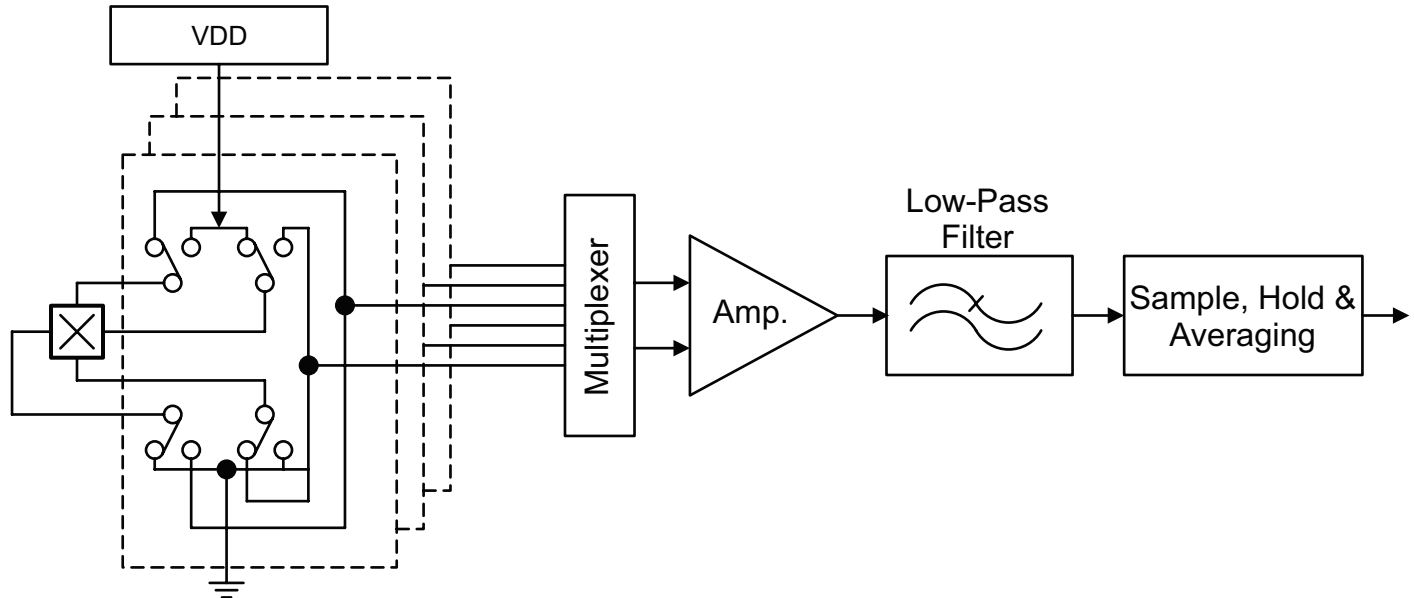 VDD
Multiplexer
Amp.
Low-Pass
Filter
Sample, Hold &
Averaging